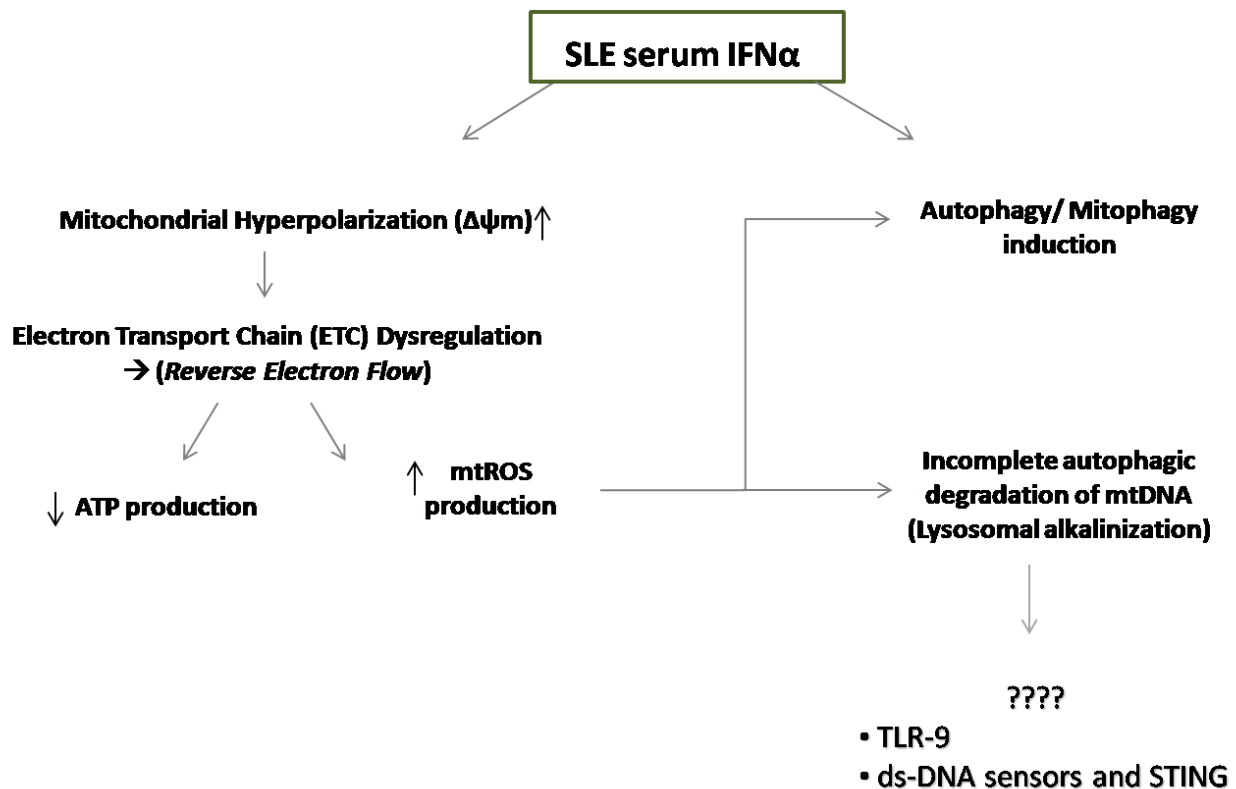 SLE serum IFNα
Mitochondrial Hyperpolarization (Δψm)↑
Autophagy/ Mitophagy
induction
Electron Transport Chain (ETC) Dysregulation
→ (Reverse Electron Flow)
↓ ATP production
↑ mtROS
production
Incomplete autophagic
degradation of mtDNA
(Lysosomal alkalinization)
????
• TLR-9
• ds-DNA sensors and STING